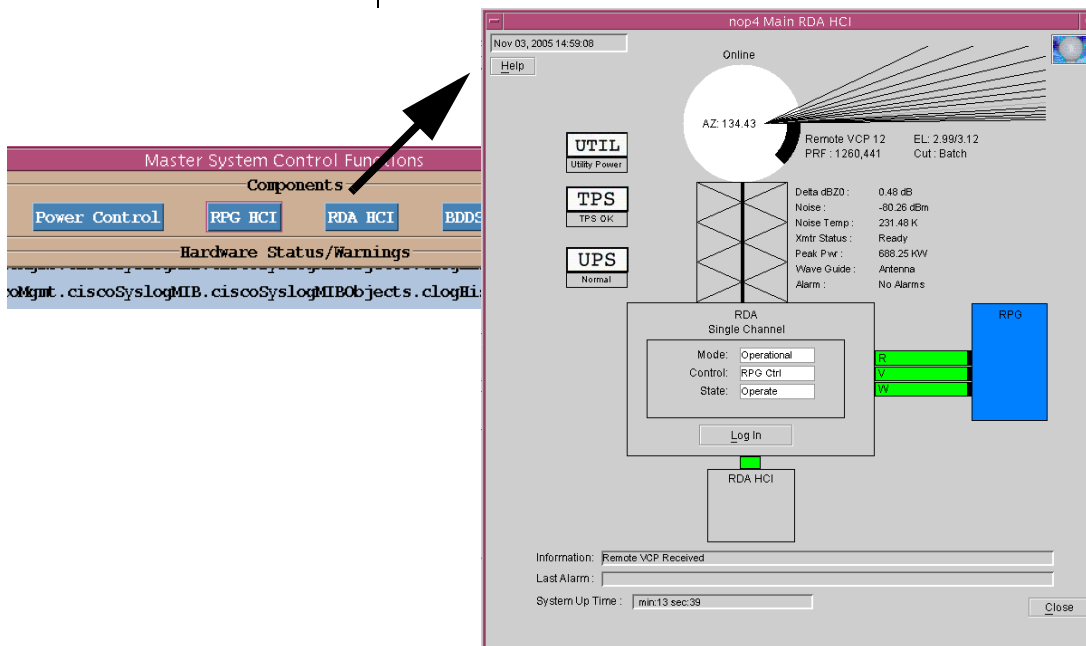 Master System Control Functions
Components
Power Control
RPG HCI
RDA HCI
Hardware Status/Warnings
oMgmt.ciscoSyslogMIB.ciscoSyslogMIBObjects.clogHi
nop4 Main RDA HCI
Nov 03, 2005 14:59:08
Help
Online
AZ: 134.43
Remote VCP 12 EL: 2.99/3.12
PRF : 1260,441 Cut : Batch
UTIL
Utility Power
TPS
TPS OK
UPS
Normal
Delta dBZ0 : 0.48 dB
Noise : -80.26 dBm
Noise Temp : 231.48 K
Xmtr Status : Ready
Peak Pwr : 688.25 KW
Wave Guide : Antenna
Alarm : No Alarms
RDA
Single Channel
Mode: Operational
Control: RPG Ctrl
State: Operate
Log In
R
V
W
RPG
RDA HCI
Information: Remote VCP Received
Last Alarm :
System Up Time : min:13 sec:39
Close